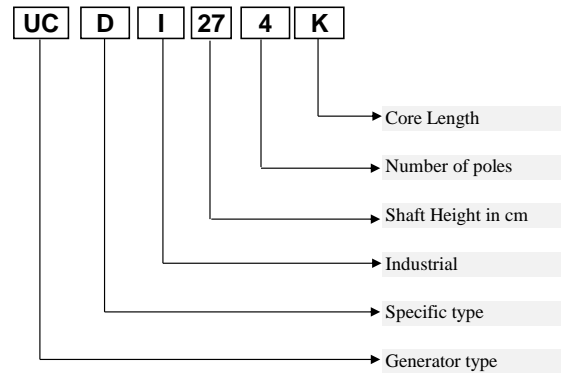 UC D I 27 4 K
Core Length
Number of poles
Shaft Height in cm
Industrial
Specific type
Generator type